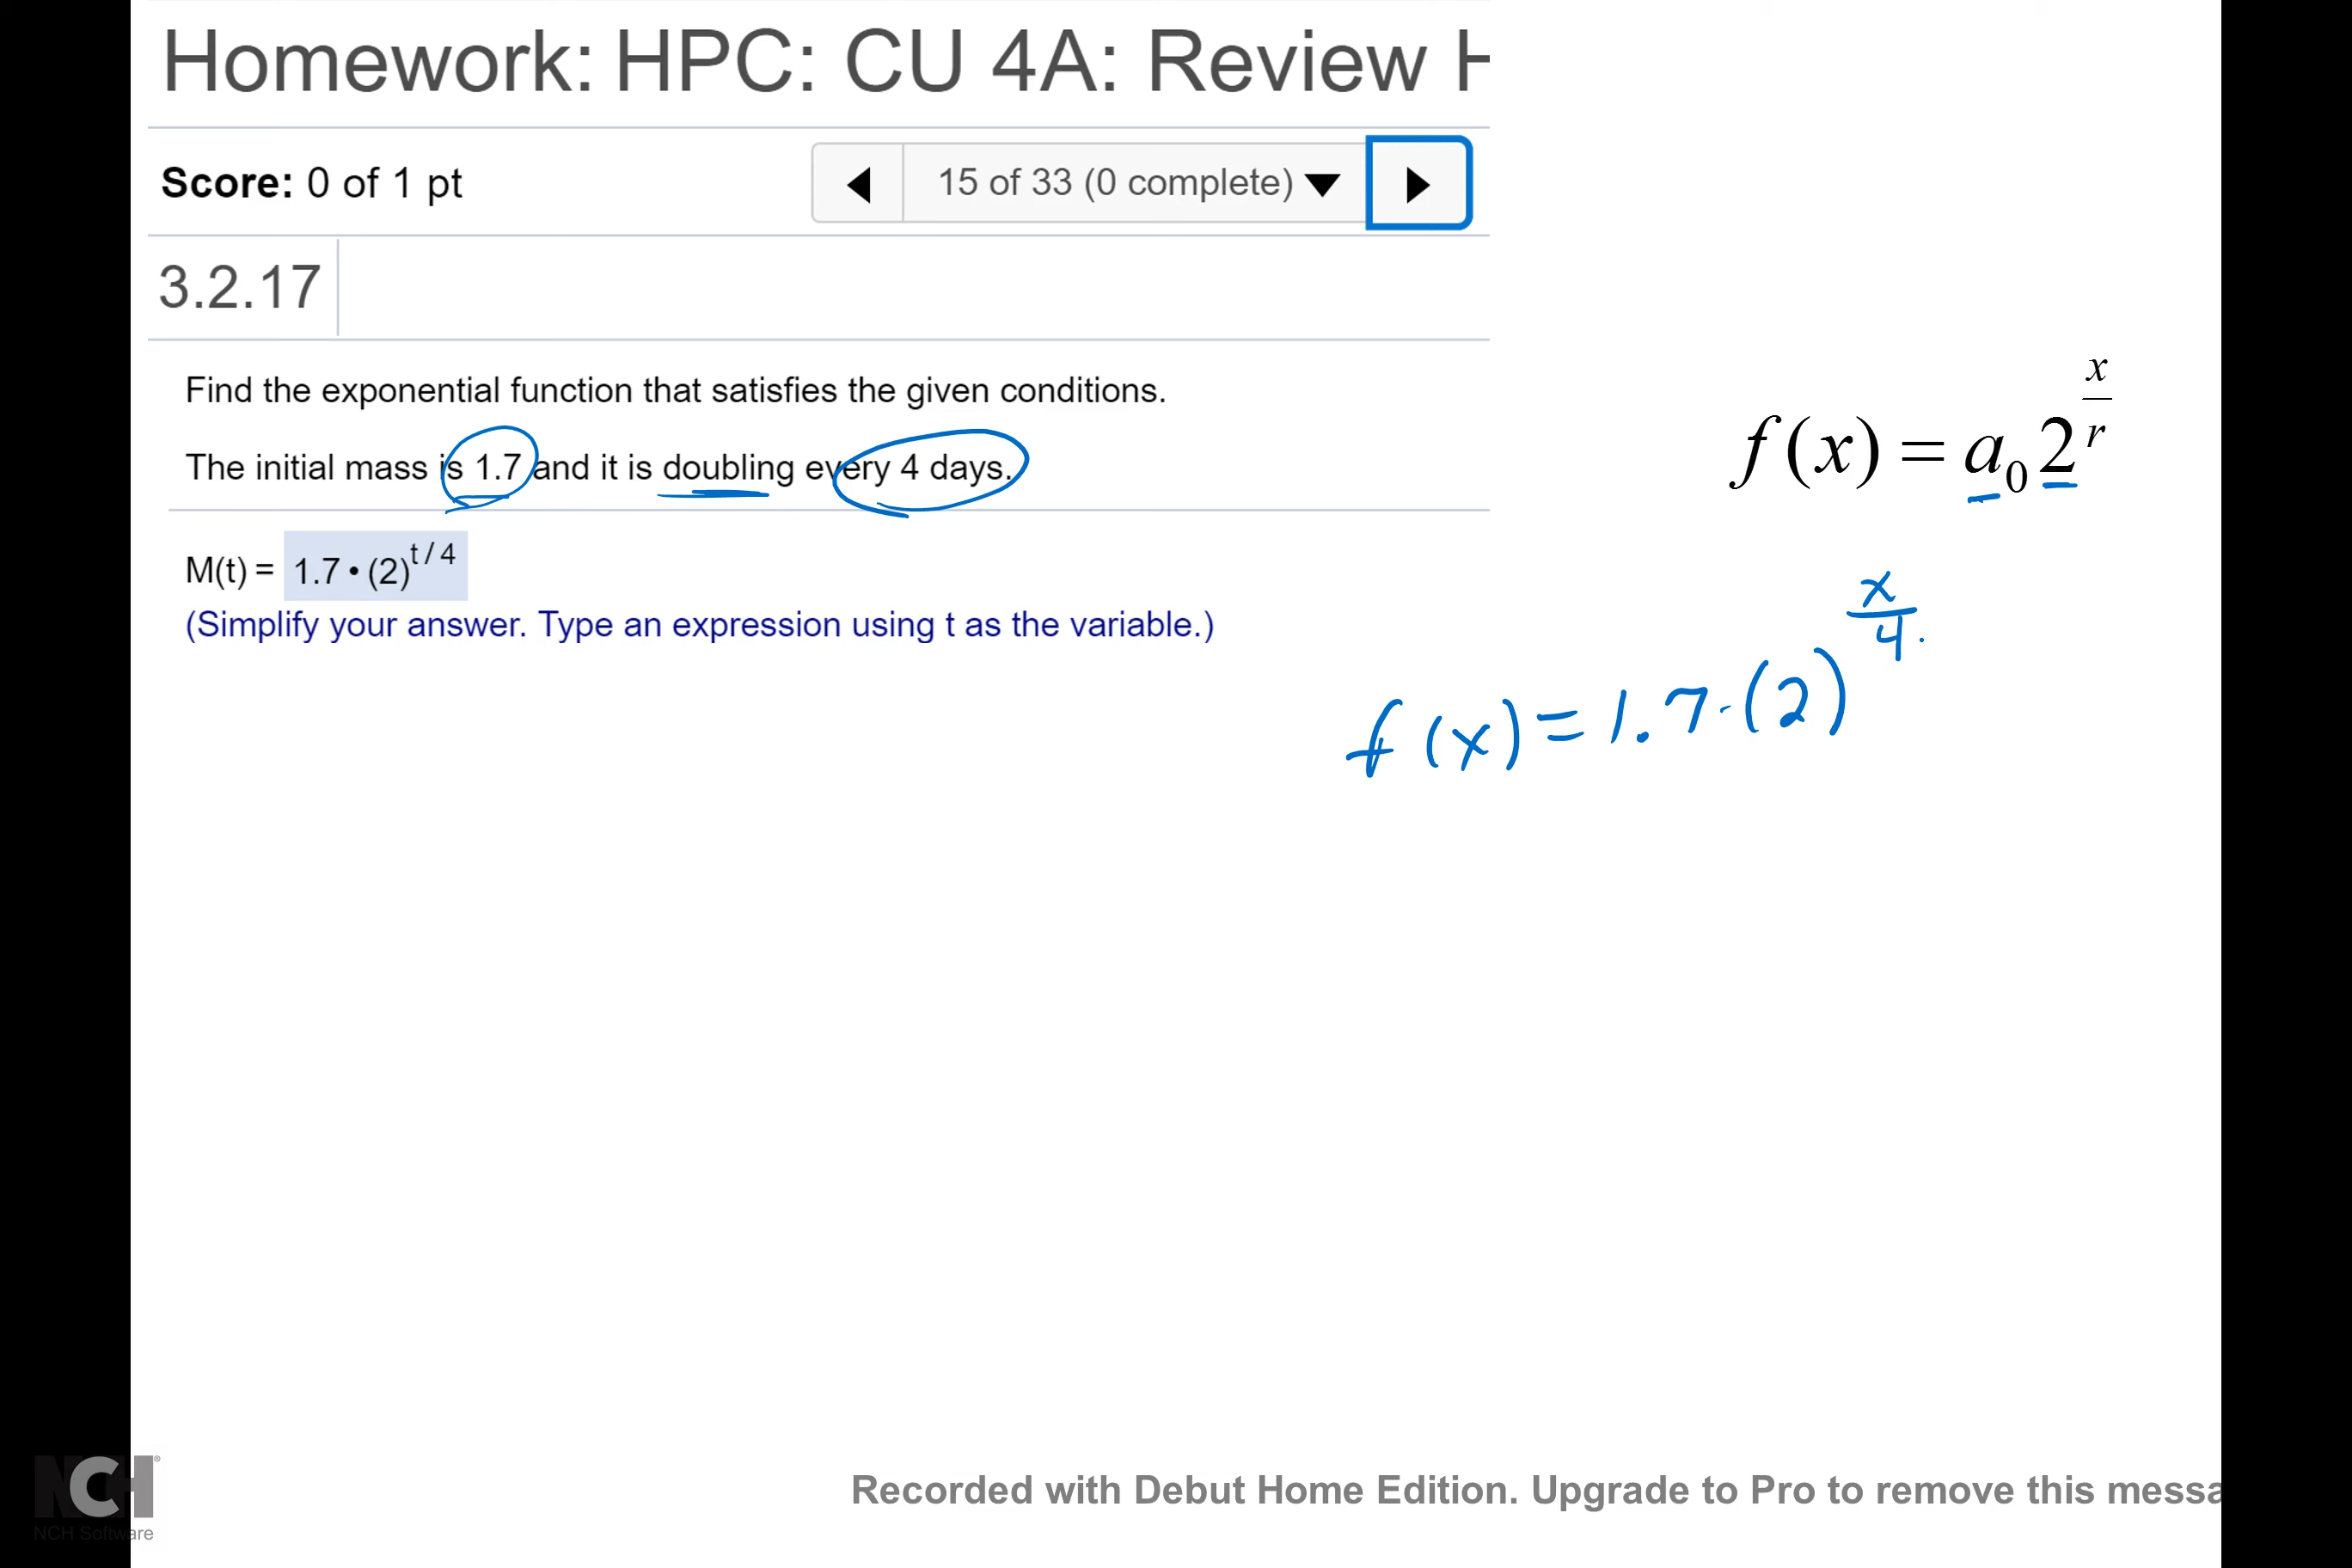 Homework: HPC: CU 4A: Review H
Score: 0 of 1 pt
15 of 33 (0 complete)
3.2.17
Find the exponential function that satisfies the given conditions.
The initial mass is 1.7 and it is doubling every 4 days.
M(t) = 1.7 • (2)^{t / 4}
(Simplify your answer. Type an expression using t as the variable.)
f(x) = a₀ 2^{x/r}
f(x) = 1.7 · (2)^{x/4}.
NCH®
NCH Software
Recorded with Debut Home Edition. Upgrade to Pro to remove this messa